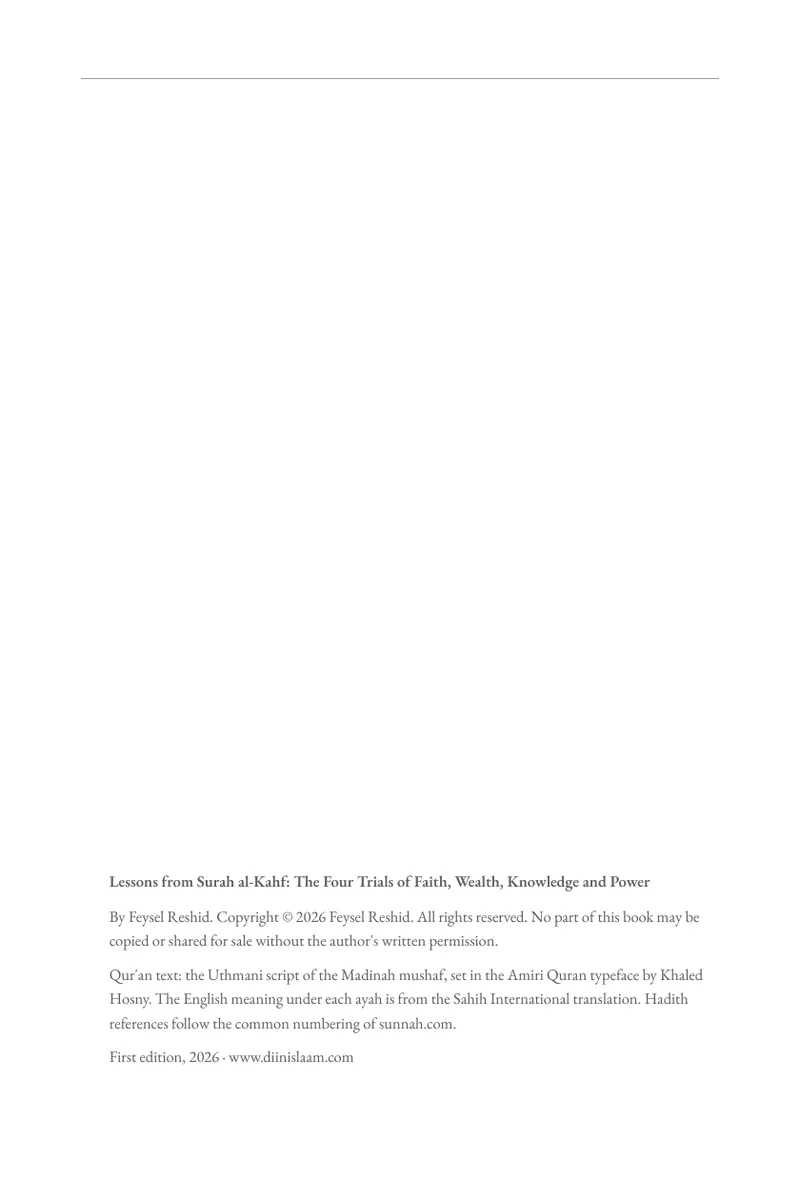 Lessons from Surah al-Kahf: The Four Trials of Faith, Wealth, Knowledge and Power
By Feysel Reshid. Copyright © 2026 Feysel Reshid. All rights reserved. No part of this book may be
copied or shared for sale without the author's written permission.
Qur'an text: the Uthmani script of the Madinah mushaf, set in the Amiri Quran typeface by Khaled
Hosny. The English meaning under each ayah is from the Sahih International translation. Hadith
references follow the common numbering of sunnah.com.
First edition, 2026 · www.diinislaam.com